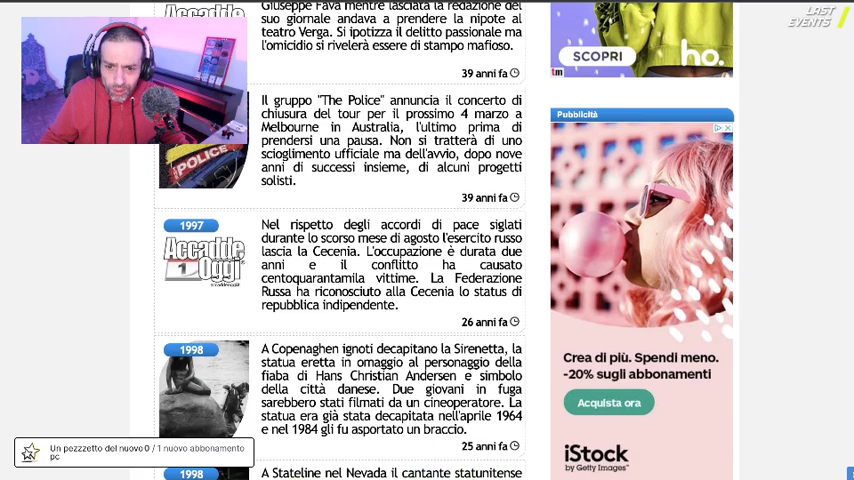 Giuseppe Fava mentre lasciata la redazione del
suo giornale andava a prendere la nipote al
teatro Verga. Si ipotizza il delitto passionale ma
l'omicidio si rivelerà essere di stampo mafioso.
39 anni fa
Il gruppo "The Police" annuncia il concerto di
chiusura del tour per il prossimo 4 marzo a
Melbourne in Australia, l'ultimo prima di
prendersi una pausa. Non si tratterà di uno
scioglimento ufficiale ma dell'avvio, dopo nove
anni di successi insieme, di alcuni progetti
solisti.
POLICE
39 anni fa
1997
Accadde
1
Oggi
Nel rispetto degli accordi di pace siglati
durante lo scorso mese di agosto l'esercito russo
lascia la Cecenia. L'occupazione è durata due
anni e il conflitto ha causato
centoquarantamila vittime. La Federazione
Russa ha riconosciuto alla Cecenia lo status di
repubblica indipendente.
26 anni fa
1998
A Copenaghen ignoti decapitano la Sirenetta, la
statua eretta in omaggio al personaggio della
fiaba di Hans Christian Andersen e simbolo
della città danese. Due giovani in fuga
sarebbero stati filmati da un cineoperatore. La
statua era già stata decapitata nell'aprile 1964
e nel 1984 gli fu asportato un braccio.
25 anni fa
1998
A Stateline nel Nevada il cantante statunitense
Un pezzzetto del nuovo 0 / 1 nuovo abbonamento
pc
LAST
EVENTS
SCOPRI
ho.
tm
Pubblicità
Crea di più. Spendi meno.
-20% sugli abbonamenti
Acquista ora
iStock
by Getty Images™